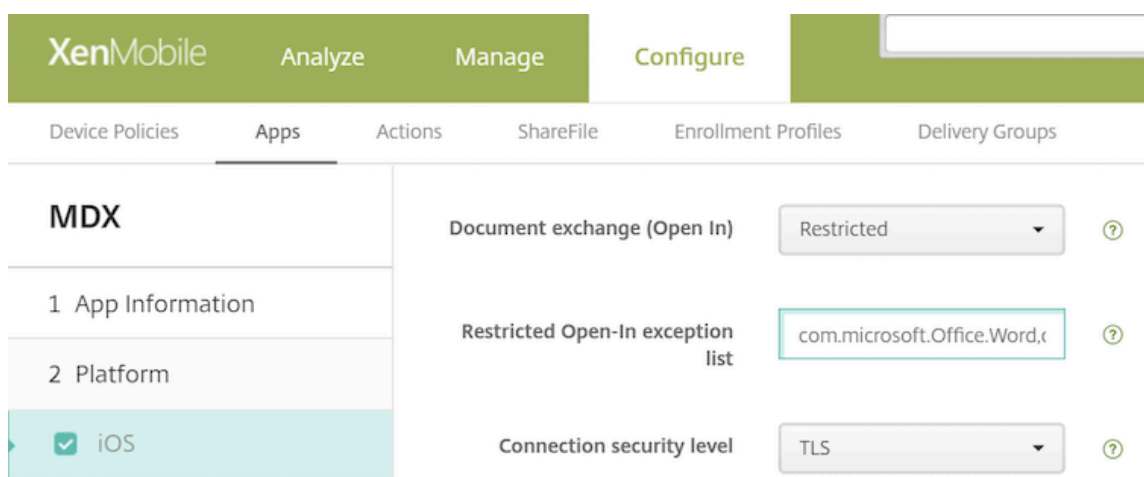 XenMobile Analyze Manage Configure
Device Policies Apps Actions ShareFile Enrollment Profiles Delivery Groups
MDX
1 App Information
2 Platform
iOS
Document exchange (Open In) Restricted ?
Restricted Open-In exception
list
com.microsoft.Office.Word, ?
Connection security level TLS ?